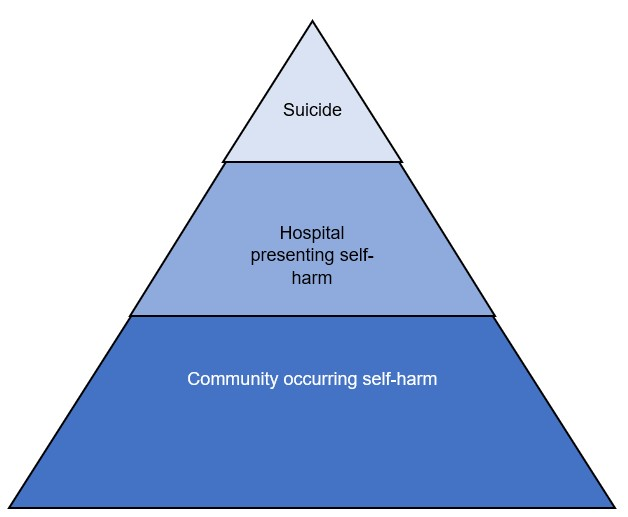 Suicide
Hospital
presenting self-
harm
Community occurring self-harm